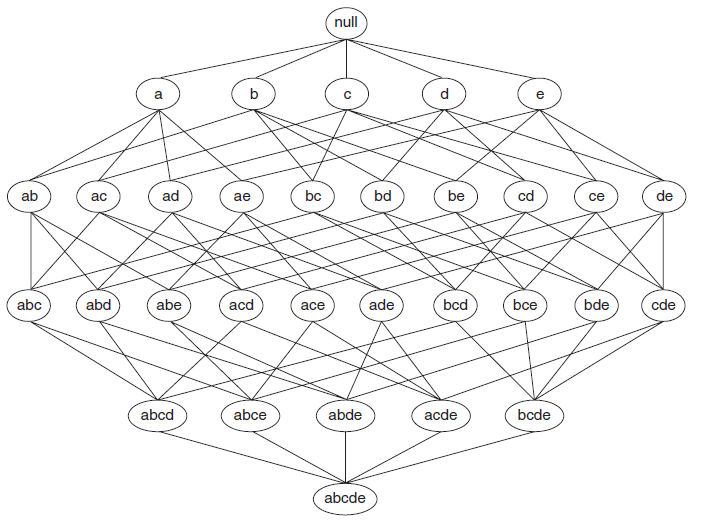 null
a b c d e
ab ac ad ae bc bd be cd ce de
abc abd abe acd ace ade bcd bce bde cde
abcd abce abde acde bcde
abcde